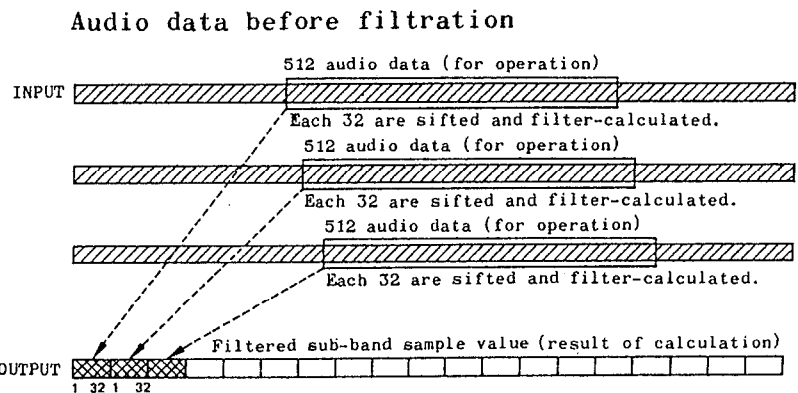 Audio data before filtration
512 audio data (for operation)
INPUT
Each 32 are sifted and filter-calculated.
512 audio data (for operation)
Each 32 are sifted and filter-calculated.
512 audio data (for operation)
Each 32 are sifted and filter-calculated.
Filtered sub-band sample value (result of calculation)
OUTPUT
1 32 1 32